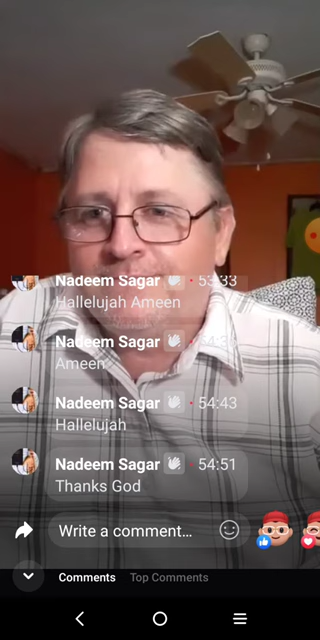 Nadeem Sagar 53:33
Hallelujah Ameen
Nadeem Sagar
Ameen
Nadeem Sagar 54:43
Hallelujah
Nadeem Sagar 54:51
Thanks God
Write a comment...
Comments Top Comments